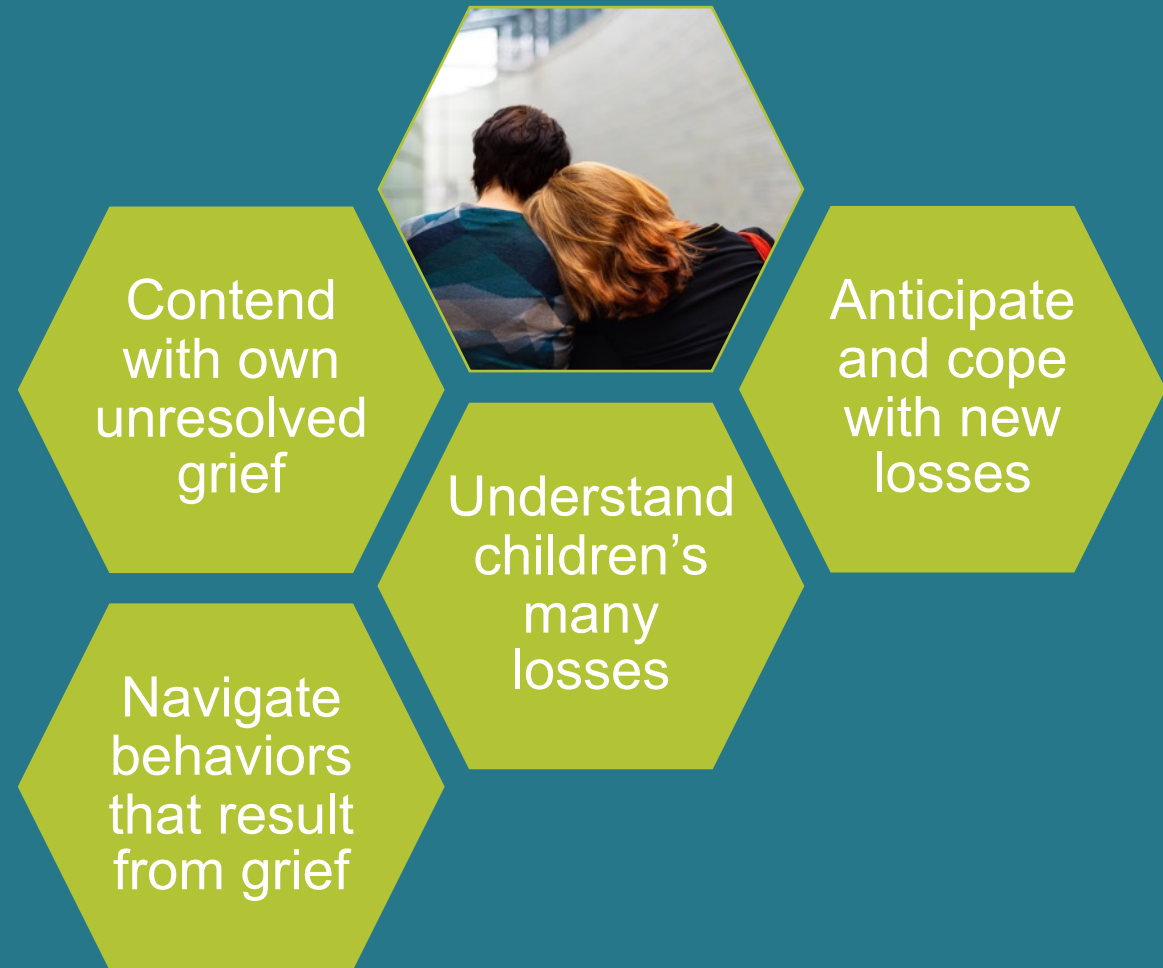 Contend
with own
unresolved
grief
Anticipate
and cope
with new
losses
Understand
children’s
many
losses
Navigate
behaviors
that result
from grief